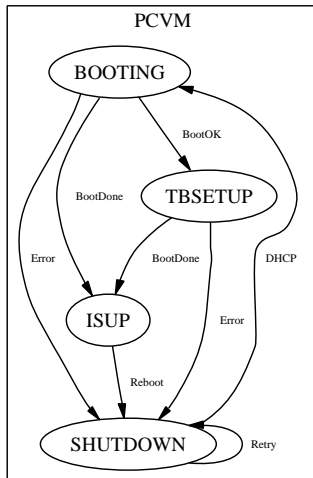 PCVM
BOOTING
BootOK
TBSETUP
BootDone
Error
BootDone
DHCP
ISUP
Error
Reboot
SHUTDOWN
Retry